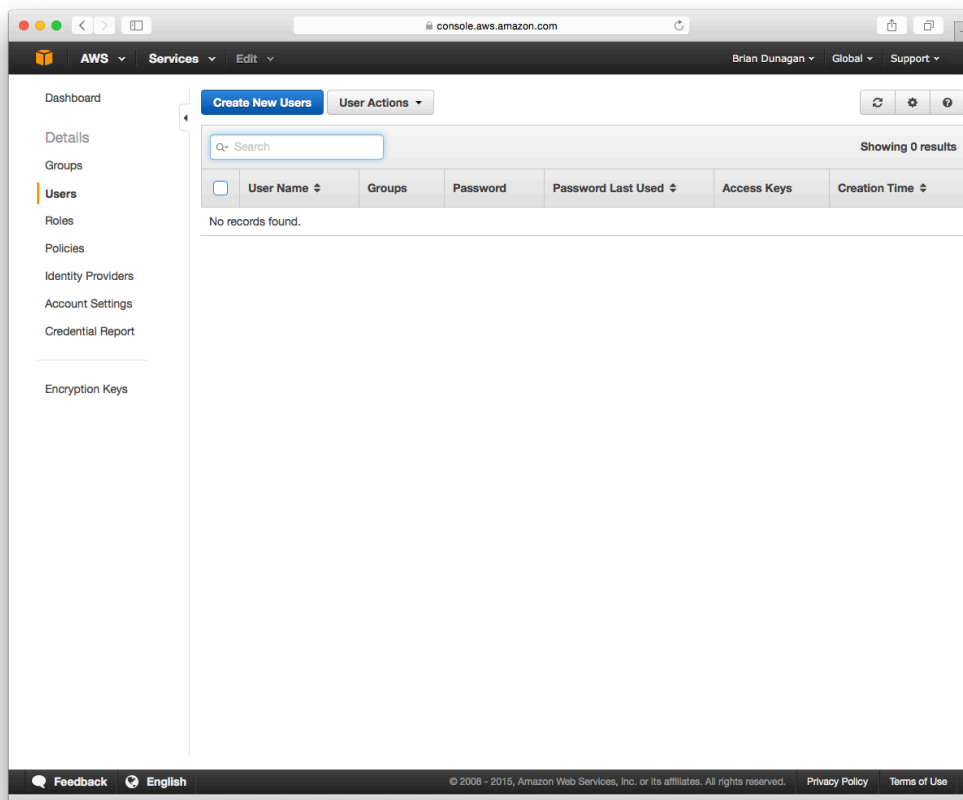 console.aws.amazon.com
AWS Services Edit Brian Dunagan Global Support
Dashboard
Details
Groups
Users
Roles
Policies
Identity Providers
Account Settings
Credential Report
Encryption Keys
Create New Users User Actions
Search Showing 0 results
User Name Groups Password Password Last Used Access Keys Creation Time
No records found.
Feedback English © 2008 - 2015, Amazon Web Services, Inc. or its affiliates. All rights reserved. Privacy Policy Terms of Use